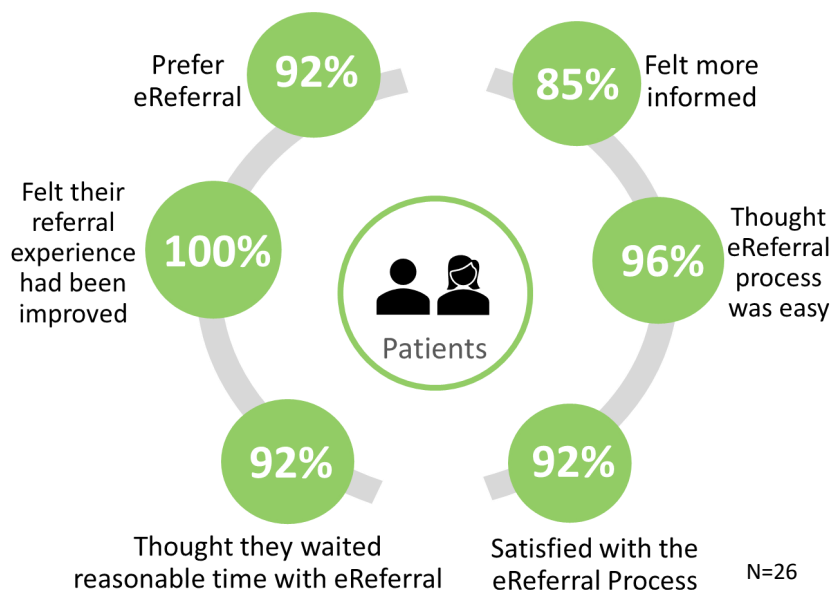 Prefer
eReferral
92%
85%
Felt more
informed
Felt their
referral
experience
had been
improved
100%
96%
Thought
eReferral
process
was easy
Patients
92%
Thought they waited
reasonable time with eReferral
92%
Satisfied with the
eReferral Process
N=26